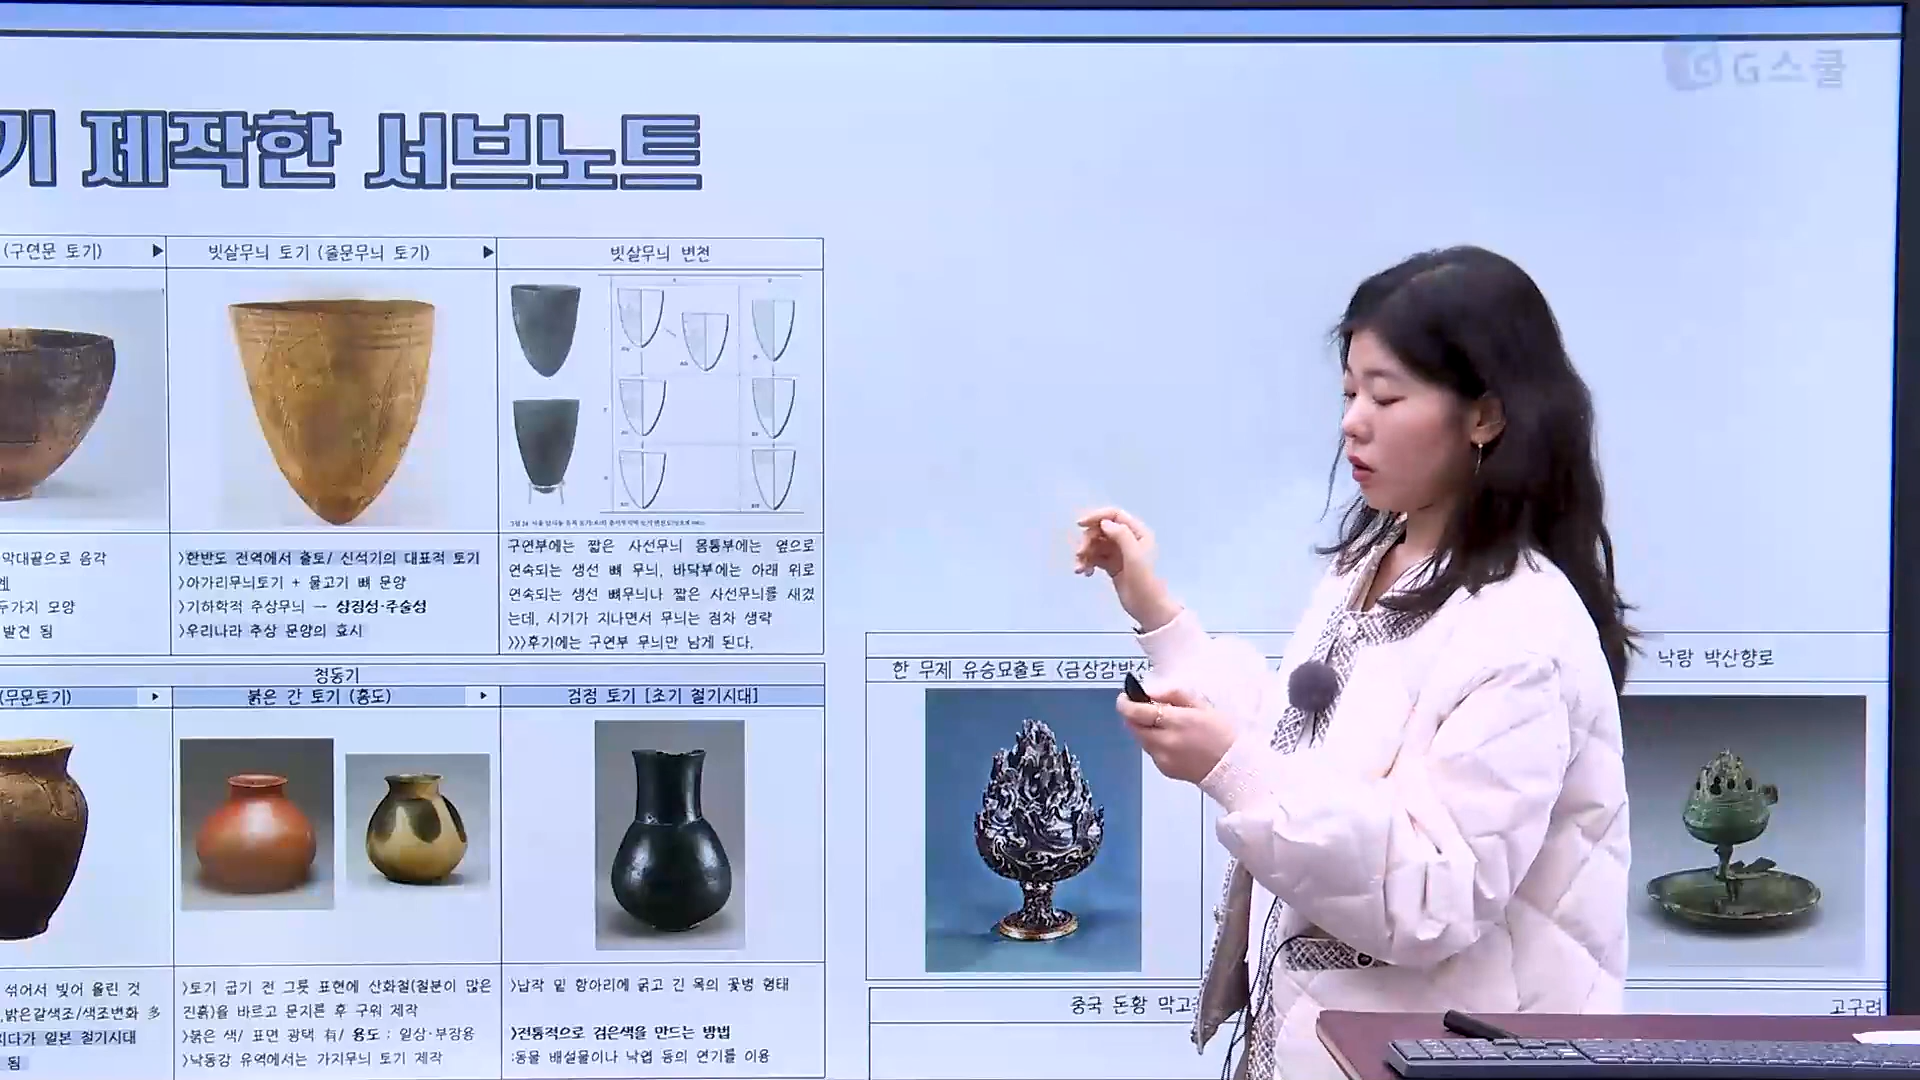 G스쿨
기 제작한 서브노트
(구연문 토기) ▶
빗살무늬 토기 (줄문무늬 토기) ▶
빗살무늬 변천
막대끝으로 음각
두가지 모양
발견 됨
>한반도 전역에서 출토/ 신석기의 대표적 토기
>아가리무늬토기 + 물고기 뼈 문양
>기하학적 추상무늬 → 상징성·주술성
>우리나라 추상 문양의 효시
구연부에는 짧은 사선무늬 몸통부에는 옆으로
연속되는 생선 뼈 무늬, 바닥부에는 아래 위로
연속되는 생선 뼈무늬나 짧은 사선무늬를 새겼
는데, 시기가 지나면서 무늬는 점차 생략
>>>후기에는 구연부 무늬만 남게 된다.
청동기
(무문토기) ▶
붉은 간 토기 (홍도) ▶
검정 토기 [초기 철기시대]
섞어서 빚어 올린 것
,밝은갈색조/색조변화 多
지다가 일본 철기시대
됨
>토기 굽기 전 그릇 표현에 산화철(철분이 많은
진흙)을 바르고 문지른 후 구워 제작
>붉은 색/ 표면 광택 有/ 용도 : 일상·부장용
>낙동강 유역에서는 가지무늬 토기 제작
>납작 밑 항아리에 굵고 긴 목의 꽃병 형태
>전통적으로 검은색을 만드는 방법
:동물 배설물이나 낙엽 등의 연기를 이용
한 무제 유승묘출토 <금상감박산
낙랑 박산향로
중국 돈황 막고
고구려